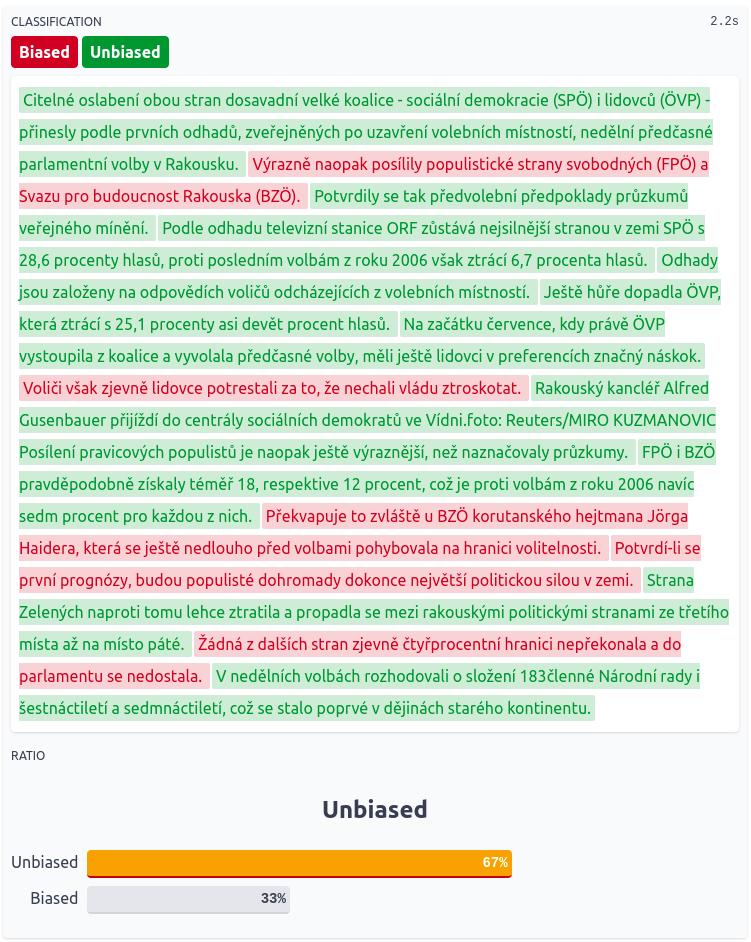 CLASSIFICATION 2.2s
Biased Unbiased
Citelné oslabení obou stran dosavadní velké koalice - sociální demokracie (SPÖ) i lidovců (ÖVP) -
přinesly podle prvních odhadů, zveřejněných po uzavření volebních místností, nedělní předčasné
parlamentní volby v Rakousku. Výrazně naopak posílily populistické strany svobodných (FPÖ) a
Svazu pro budoucnost Rakouska (BZÖ). Potvrdily se tak předvolební předpoklady průzkumů
veřejného mínění. Podle odhadu televizní stanice ORF zůstává nejsilnější stranou v zemi SPÖ s
28,6 procenty hlasů, proti posledním volbám z roku 2006 však ztrácí 6,7 procenta hlasů. Odhady
jsou založeny na odpovědích voličů odcházejících z volebních místností. Ještě hůře dopadla ÖVP,
která ztrácí s 25,1 procenty asi devět procent hlasů. Na začátku července, kdy právě ÖVP
vystoupila z koalice a vyvolala předčasné volby, měli ještě lidovci v preferencích značný náskok.
Voliči však zjevně lidovce potrestali za to, že nechali vládu ztroskotat. Rakouský kancléř Alfred
Gusenbauer přijíždí do centrály sociálních demokratů ve Vídni.foto: Reuters/MIRO KUZMANOVIC
Posílení pravicových populistů je naopak ještě výraznější, než naznačovaly průzkumy. FPÖ i BZÖ
pravděpodobně získaly téměř 18, respektive 12 procent, což je proti volbám z roku 2006 navíc
sedm procent pro každou z nich. Překvapuje to zvláště u BZÖ korutanského hejtmana Jörga
Haidera, která se ještě nedlouho před volbami pohybovala na hranici volitelnosti. Potvrdí-li se
první prognózy, budou populisté dohromady dokonce největší politickou silou v zemi. Strana
Zelených naproti tomu lehce ztratila a propadla se mezi rakouskými politickými stranami ze třetího
místa až na místo páté. Žádná z dalších stran zjevně čtyřprocentní hranici nepřekonala a do
parlamentu se nedostala. V nedělních volbách rozhodovali o složení 183členné Národní rady i
šestnáctiletí a sedmnáctiletí, což se stalo poprvé v dějinách starého kontinentu.
RATIO
Unbiased
Unbiased 67%
Biased 33%